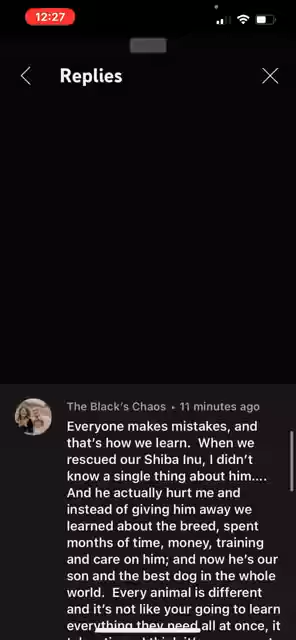 12:27
Replies
The Black's Chaos • 11 minutes ago
Everyone makes mistakes, and
that's how we learn.  When we
rescued our Shiba Inu, I didn't
know a single thing about him....
And he actually hurt me and
instead of giving him away we
learned about the breed, spent
months of time, money, training
and care on him; and now he's our
son and the best dog in the whole
world.  Every animal is different
and it's not like your going to learn
everything they need all at once, it